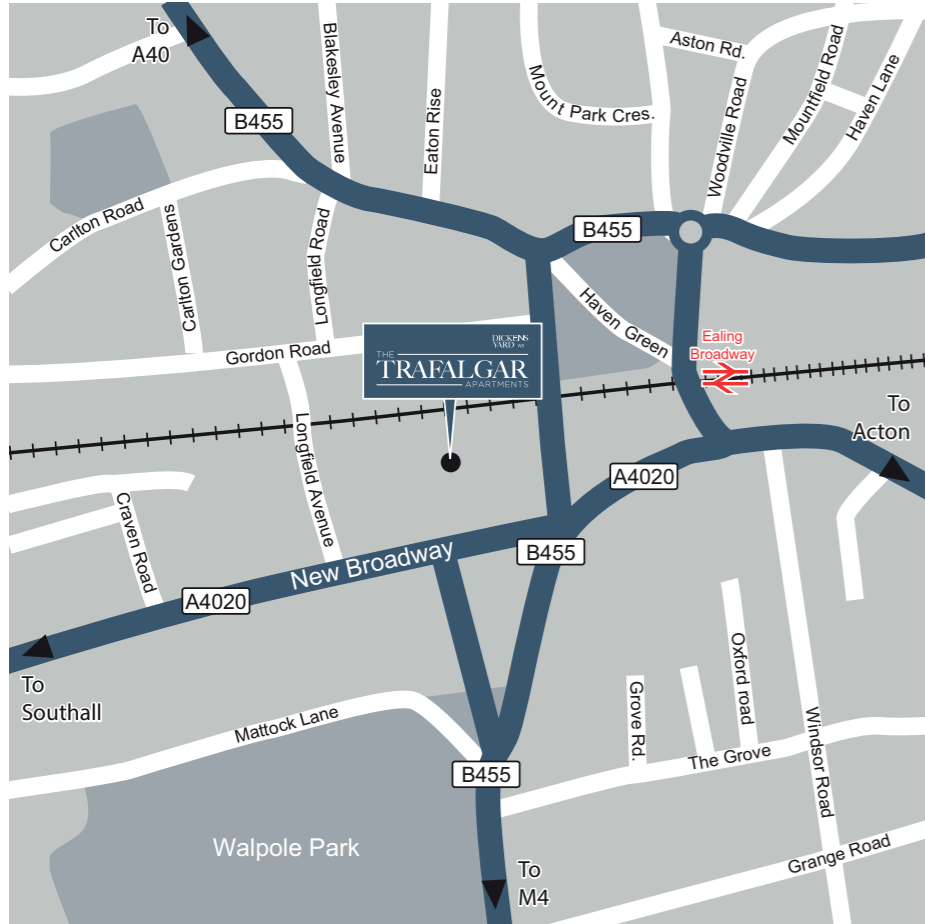 To
A40
B455
Blakesley Avenue
Eaton Rise
Mount Park Cres.
Aston Rd.
Woodville Road
Mountfield Road
Haven Lane
Carlton Road
Carlton Gardens
Longfield Road
B455
Haven Green
Gordon Road
DICKENS
YARD W5
THE
TRAFALGAR
APARTMENTS
Ealing
Broadway
To
Acton
Longfield Avenue
Craven Road
A4020
B455
New Broadway
A4020
To
Southall
Mattock Lane
Grove Rd.
Oxford road
Windsor Road
The Grove
B455
Walpole Park
To
M4
Grange Road